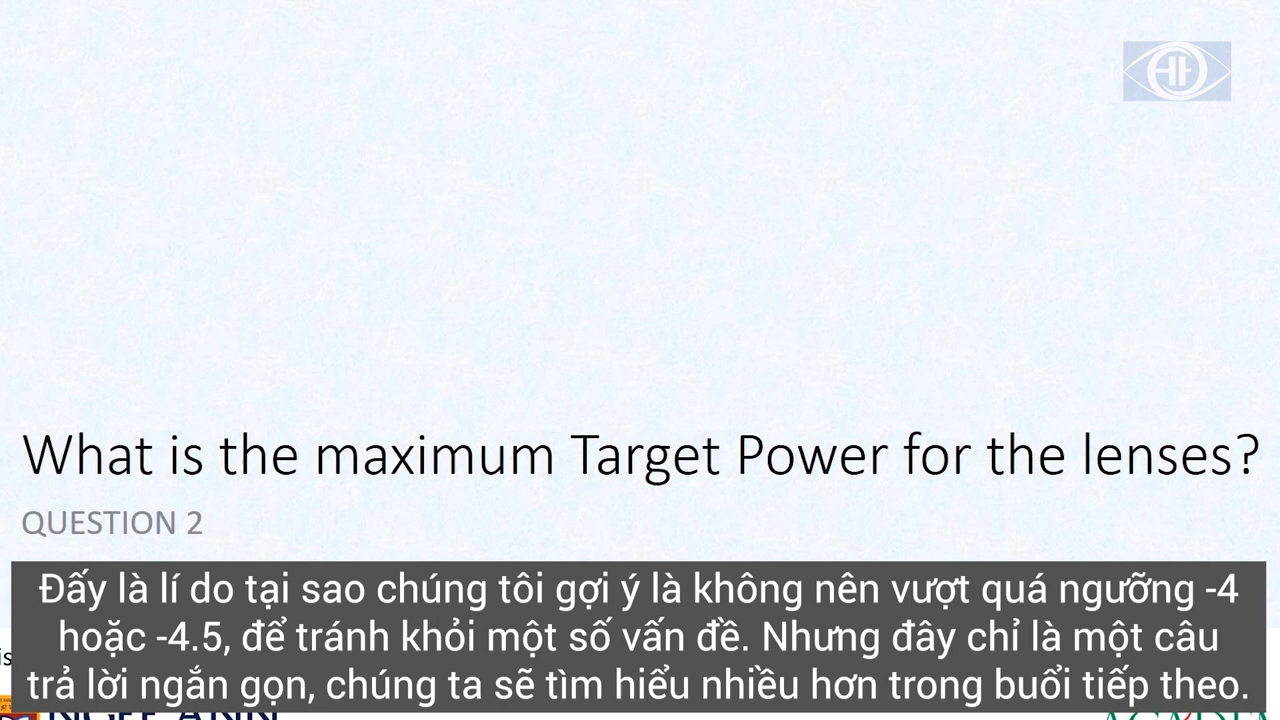 What is the maximum Target Power for the lenses?
QUESTION 2
Đấy là lí do tại sao chúng tôi gợi ý là không nên vượt quá ngưỡng -4
hoặc -4.5, để tránh khỏi một số vấn đề. Nhưng đây chỉ là một câu
trả lời ngắn gọn, chúng ta sẽ tìm hiểu nhiều hơn trong buổi tiếp theo.